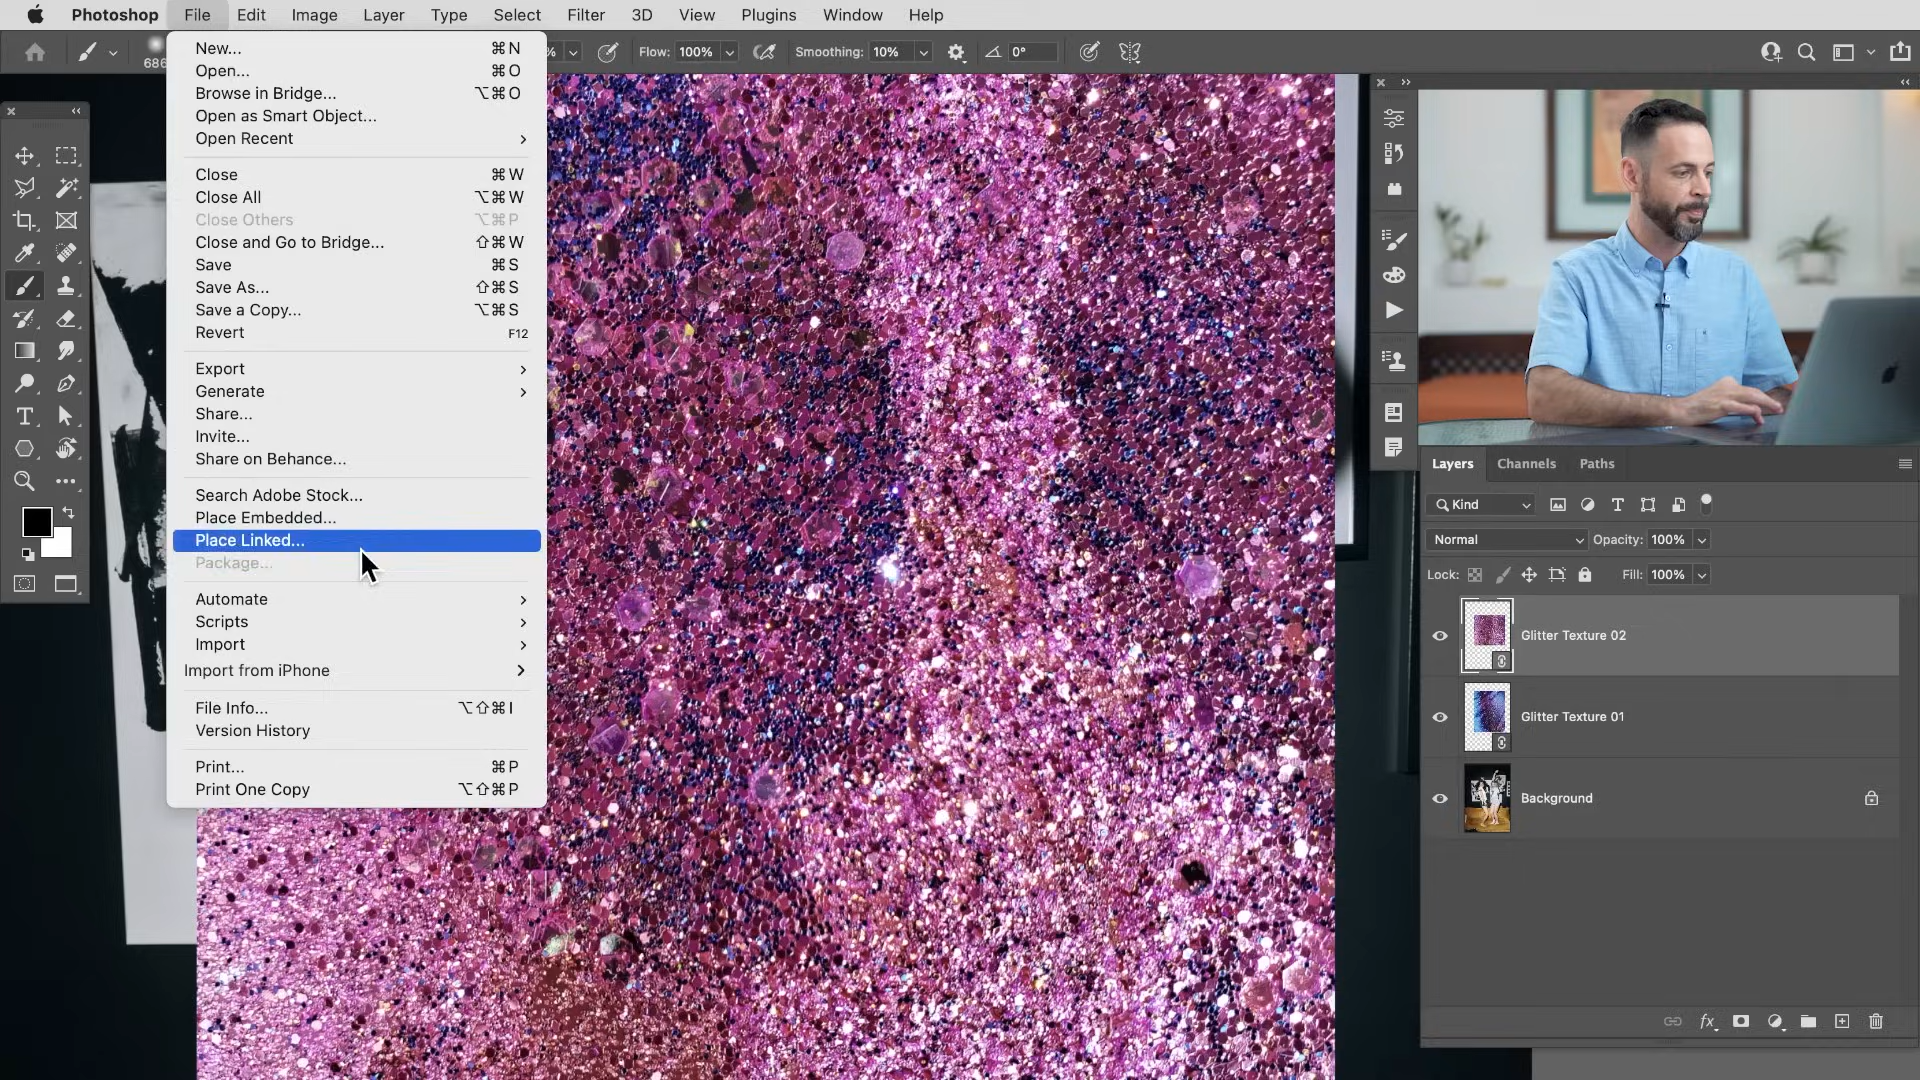 Photoshop File Edit Image Layer Type Select Filter 3D View Plugins Window Help
686
% Flow: 100% Smoothing: 10% 0°
New... ⌘N
Open... ⌘O
Browse in Bridge... ⌥⌘O
Open as Smart Object...
Open Recent
Close ⌘W
Close All ⌥⌘W
Close Others ⌥⌘P
Close and Go to Bridge... ⇧⌘W
Save ⌘S
Save As... ⇧⌘S
Save a Copy... ⌥⌘S
Revert F12
Export
Generate
Share...
Invite...
Share on Behance...
Search Adobe Stock...
Place Embedded...
Place Linked...
Package...
Automate
Scripts
Import
Import from iPhone
File Info... ⌥⇧⌘I
Version History
Print... ⌘P
Print One Copy ⌥⇧⌘P
Layers Channels Paths
Kind
Normal Opacity: 100%
Lock: Fill: 100%
Glitter Texture 02
Glitter Texture 01
Background